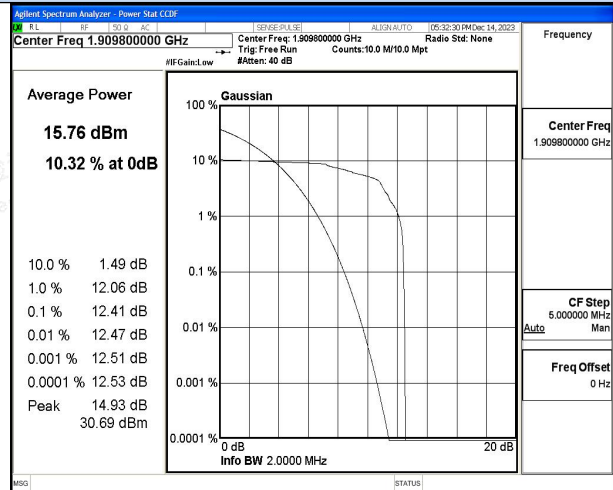 Agilent Spectrum Analyzer - Power Stat CCDF
RL RF 50 Ω AC SENSE:PULSE ALIGN AUTO 05:32:30 PM Dec 14, 2023
Center Freq 1.909800000 GHz
Center Freq: 1.909800000 GHz Radio Std: None
Trig: Free Run Counts:10.0 M/10.0 Mpt
#IFGain:Low #Atten: 40 dB
Frequency
Average Power
15.76 dBm
10.32 % at 0dB
10.0 % 1.49 dB
1.0 % 12.06 dB
0.1 % 12.41 dB
0.01 % 12.47 dB
0.001 % 12.51 dB
0.0001 % 12.53 dB
Peak 14.93 dB
30.69 dBm
Gaussian
100 %
10 %
1 %
0.1 %
0.01 %
0.001 %
0.0001 %
0 dB 20 dB
Info BW 2.0000 MHz
Center Freq
1.909800000 GHz
CF Step
5.000000 MHz
Auto Man
Freq Offset
0 Hz
MSG STATUS